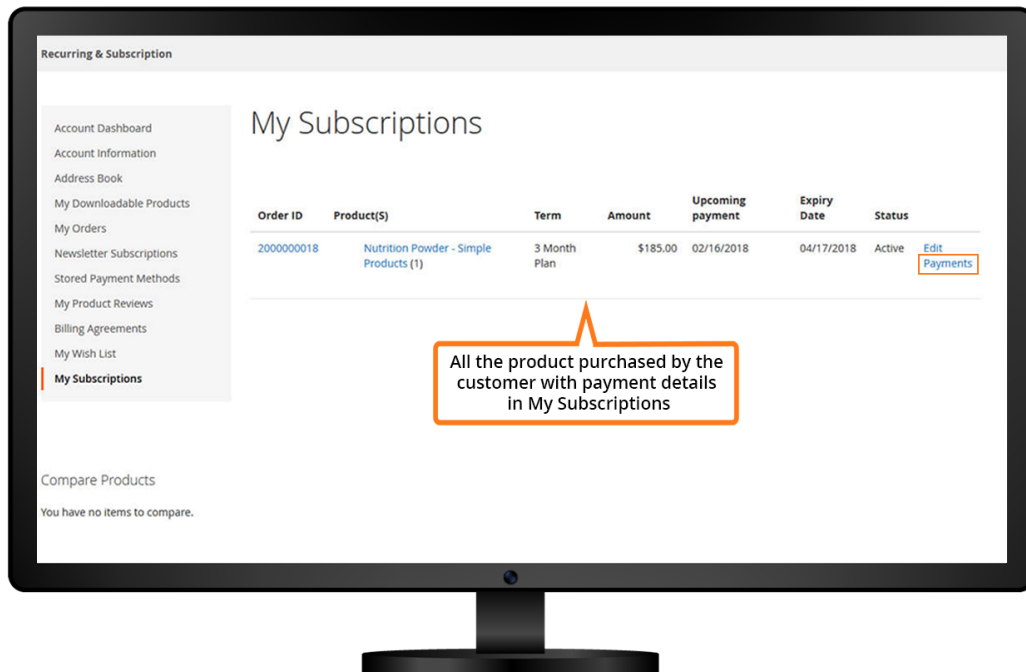 Recurring & Subscription
Account Dashboard
Account Information
Address Book
My Downloadable Products
My Orders
Newsletter Subscriptions
Stored Payment Methods
My Product Reviews
Billing Agreements
My Wish List
My Subscriptions
Compare Products
You have no items to compare.
My Subscriptions
Order ID Product(S) Term Amount Upcoming payment Expiry Date Status
2000000018 Nutrition Powder - Simple Products (1) 3 Month Plan $185.00 02/16/2018 04/17/2018 Active Edit
Payments
All the product purchased by the
customer with payment details
in My Subscriptions